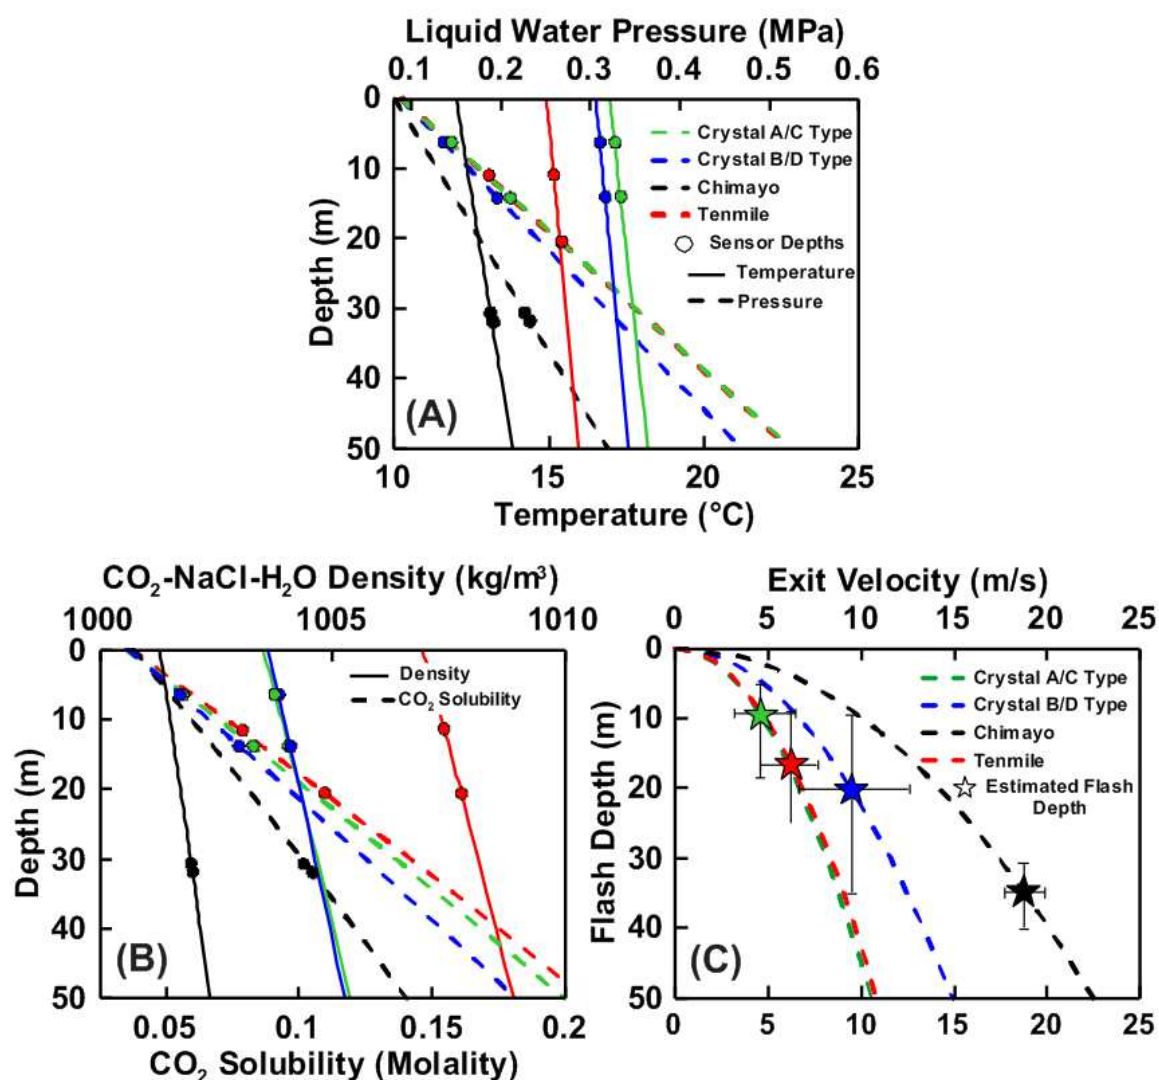 Liquid Water Pressure (MPa)
0.1 0.2 0.3 0.4 0.5 0.6
0
10
20
30
40
50
Depth (m)
Crystal A/C Type
Crystal B/D Type
Chimayo
Tenmile
Sensor Depths
Temperature
Pressure
(A)
10 15 20 25
Temperature (°C)
CO₂-NaCl-H₂O Density (kg/m³)
1000 1005 1010
0
10
20
30
40
50
Depth (m)
Density
CO₂ Solubility
(B)
0.05 0.1 0.15 0.2
CO₂ Solubility (Molality)
Exit Velocity (m/s)
0 5 10 15 20 25
0
10
20
30
40
50
Flash Depth (m)
Crystal A/C Type
Crystal B/D Type
Chimayo
Tenmile
Estimated Flash
Depth
(C)
0 5 10 15 20 25